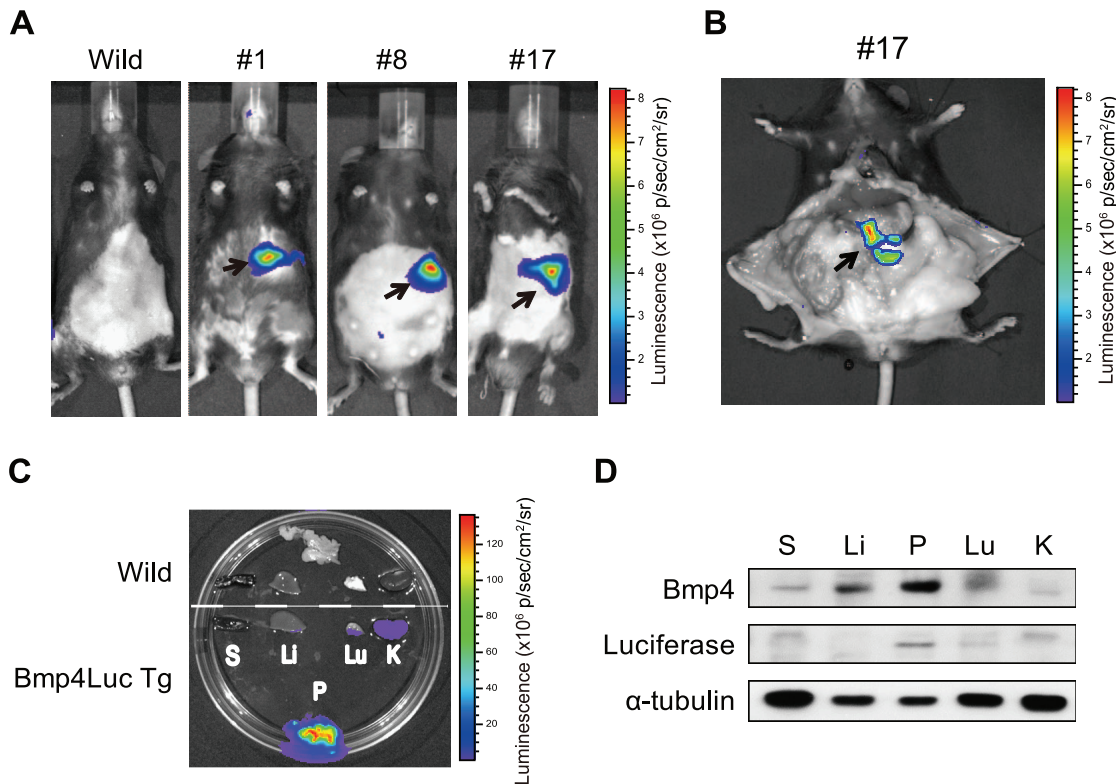 A
Wild #1 #8 #17
8
7
6
5
4
3
2
Luminescence (x10⁶ p/sec/cm²/sr)
B
#17
8
7
6
5
4
3
2
Luminescence (x10⁶ p/sec/cm²/sr)
C
Wild
Bmp4Luc Tg
S Li Lu K
P
120
100
80
60
40
20
Luminescence (x10⁶ p/sec/cm²/sr)
D
S Li P Lu K
Bmp4
Luciferase
α-tubulin